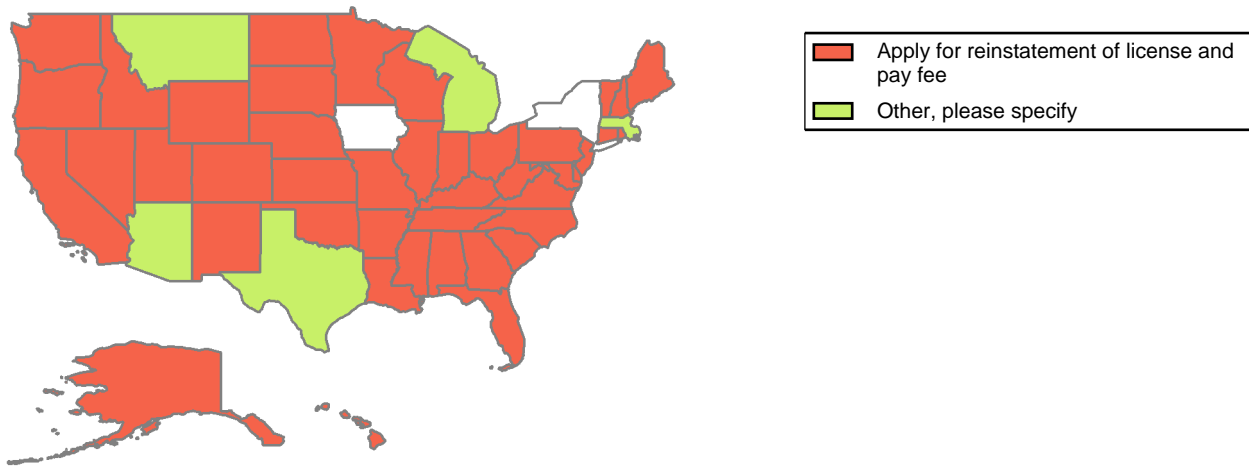 Apply for reinstatement of license and
pay fee
Other, please specify